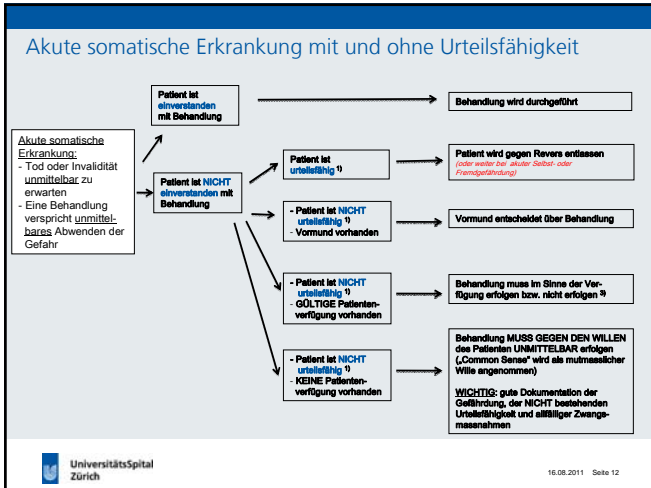 Akute somatische Erkrankung mit und ohne Urteilsfähigkeit
Akute somatische
Erkrankung:
- Tod oder Invalidität
unmittelbar zu
erwarten
- Eine Behandlung
verspricht unmittel-
bares Abwenden der
Gefahr
Patient ist
einverstanden
mit Behandlung
Behandlung wird durchgeführt
Patient ist NICHT
einverstanden mit
Behandlung
Patient ist
urteilsfähig 1)
Patient wird gegen Revers entlassen
(oder weiter bei akuter Selbst- oder
Fremdgefährdung)
- Patient ist NICHT
urteilsfähig 1)
- Vormund vorhanden
Vormund entscheidet über Behandlung
- Patient ist NICHT
urteilsfähig 1)
- GÜLTIGE Patienten-
verfügung vorhanden
Behandlung muss im Sinne der Ver-
fügung erfolgen bzw. nicht erfolgen 3)
- Patient ist NICHT
urteilsfähig 1)
- KEINE Patienten-
verfügung vorhanden
Behandlung MUSS GEGEN DEN WILLEN
des Patienten UNMITTELBAR erfolgen
(„Common Sense“ wird als mutmasslicher
Wille angenommen)
WICHTIG: gute Dokumentation der
Gefährdung, der NICHT bestehenden
Urteilsfähigkeit und allfälliger Zwangs-
massnahmen
UniversitätsSpital
Zürich
16.08.2011 Seite 12